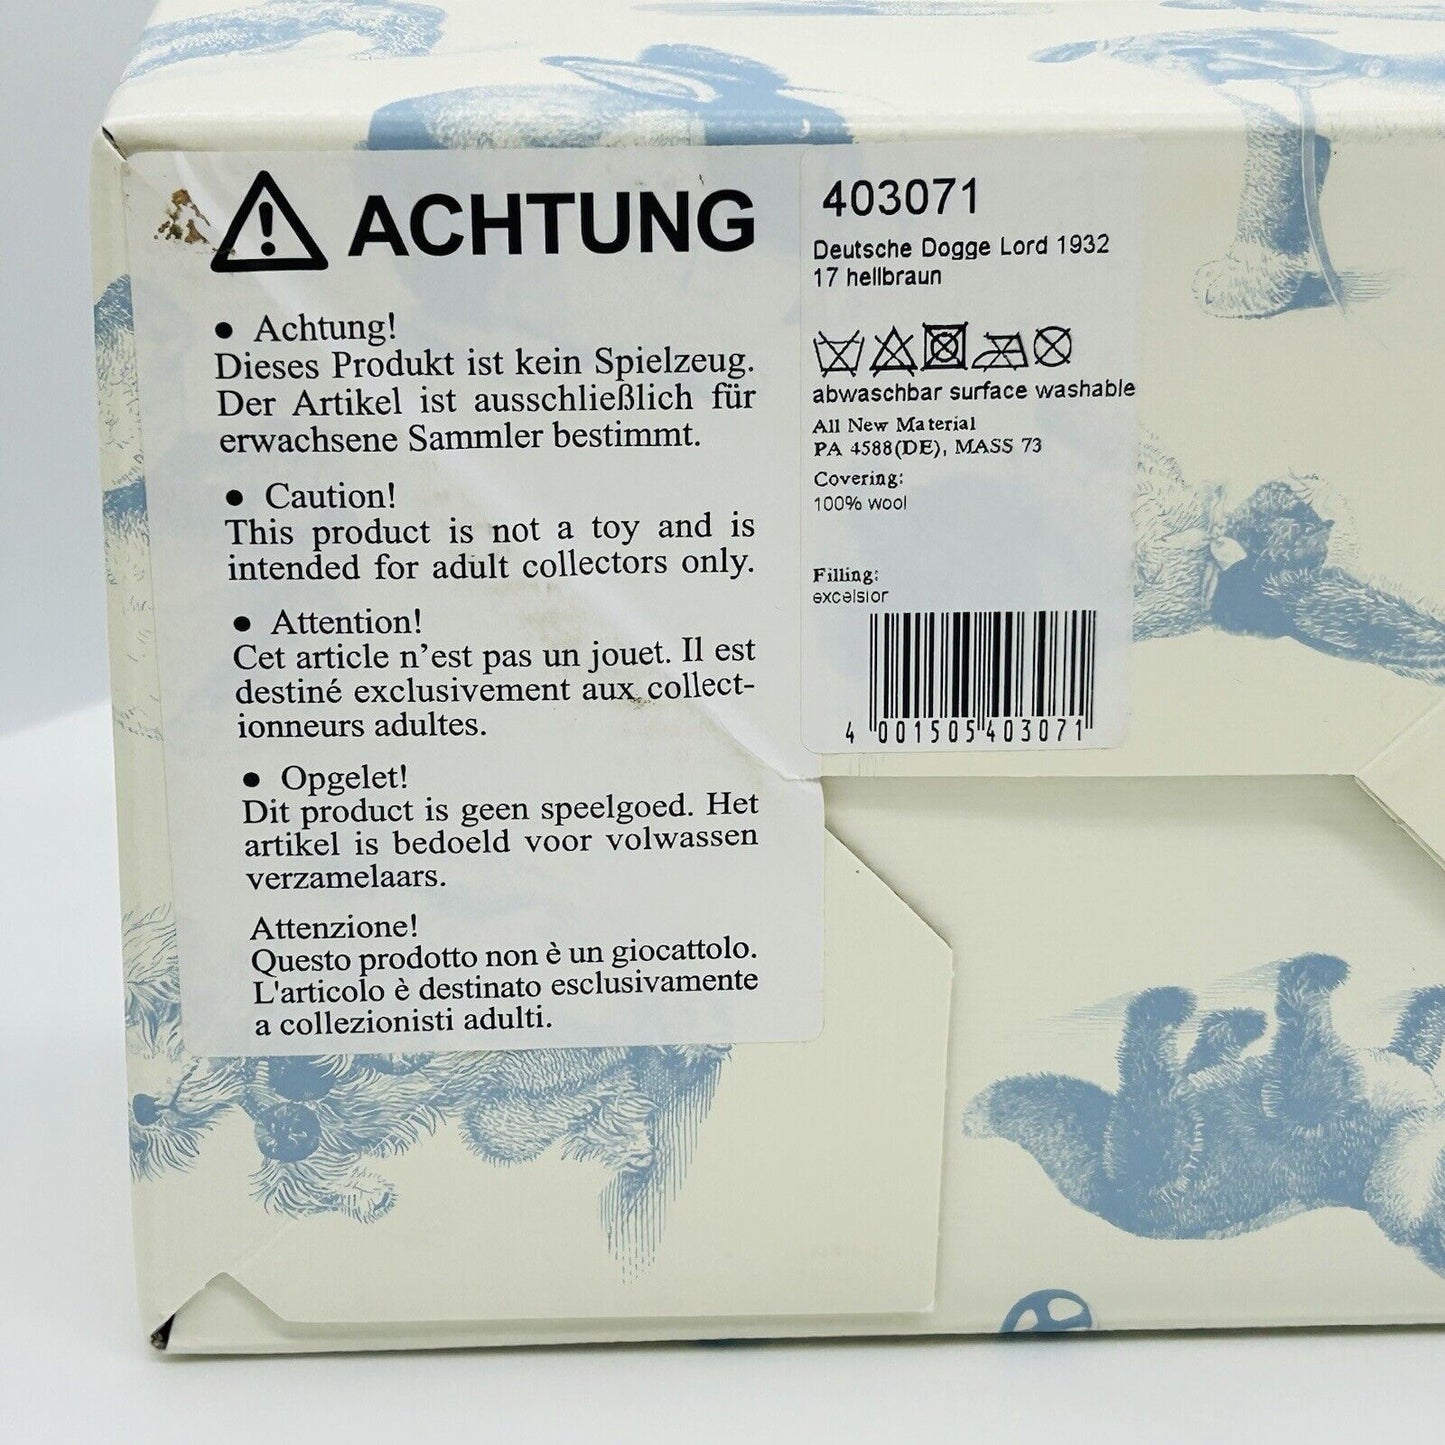 ACHTUNG
• Achtung!
Dieses Produkt ist kein Spielzeug.
Der Artikel ist ausschließlich für
erwachsene Sammler bestimmt.
• Caution!
This product is not a toy and is
intended for adult collectors only.
• Attention!
Cet article n’est pas un jouet. Il est
destiné exclusivement aux collect-
ionneurs adultes.
• Opgelet!
Dit product is geen speelgoed. Het
artikel is bedoeld voor volwassen
verzamelaars.
Attenzione!
Questo prodotto non è un giocattolo.
L'articolo è destinato esclusivamente
a collezionisti adulti.
403071
Deutsche Dogge Lord 1932
17 hellbraun
abwaschbar surface washable
All New Material
PA 4588(DE), MASS 73
Covering:
100% wool
Filling:
excelsior
4 001505 403071